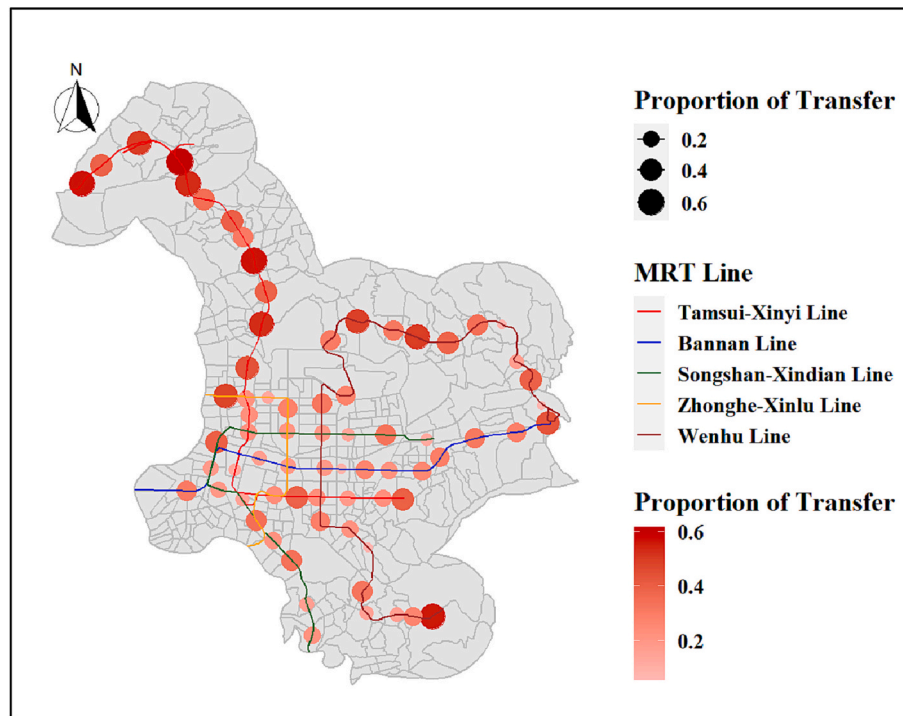 N
Proportion of Transfer
0.2
0.4
0.6
MRT Line
Tamsui-Xinyi Line
Bannan Line
Songshan-Xindian Line
Zhonghe-Xinlu Line
Wenhu Line
Proportion of Transfer
0.6
0.4
0.2